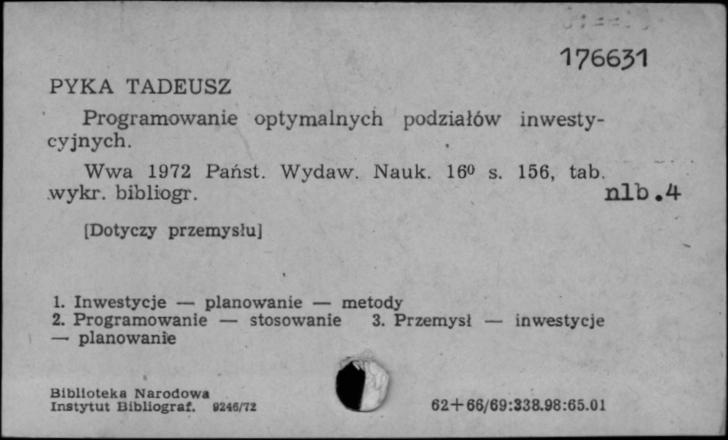 176631
PYKA TADEUSZ
Programowanie optymalnych podziałów inwesty-
cyjnych.
Wwa 1972 Państ. Wydaw. Nauk. 16⁰ s. 156, tab.
wykr. bibliogr. nlb.4
[Dotyczy przemysłu]
1. Inwestycje — planowanie — metody
2. Programowanie — stosowanie 3. Przemysł — inwestycje
— planowanie
Biblioteka Narodowa
Instytut Bibliograf. 9246/72 62+66/69:338.98:65.01